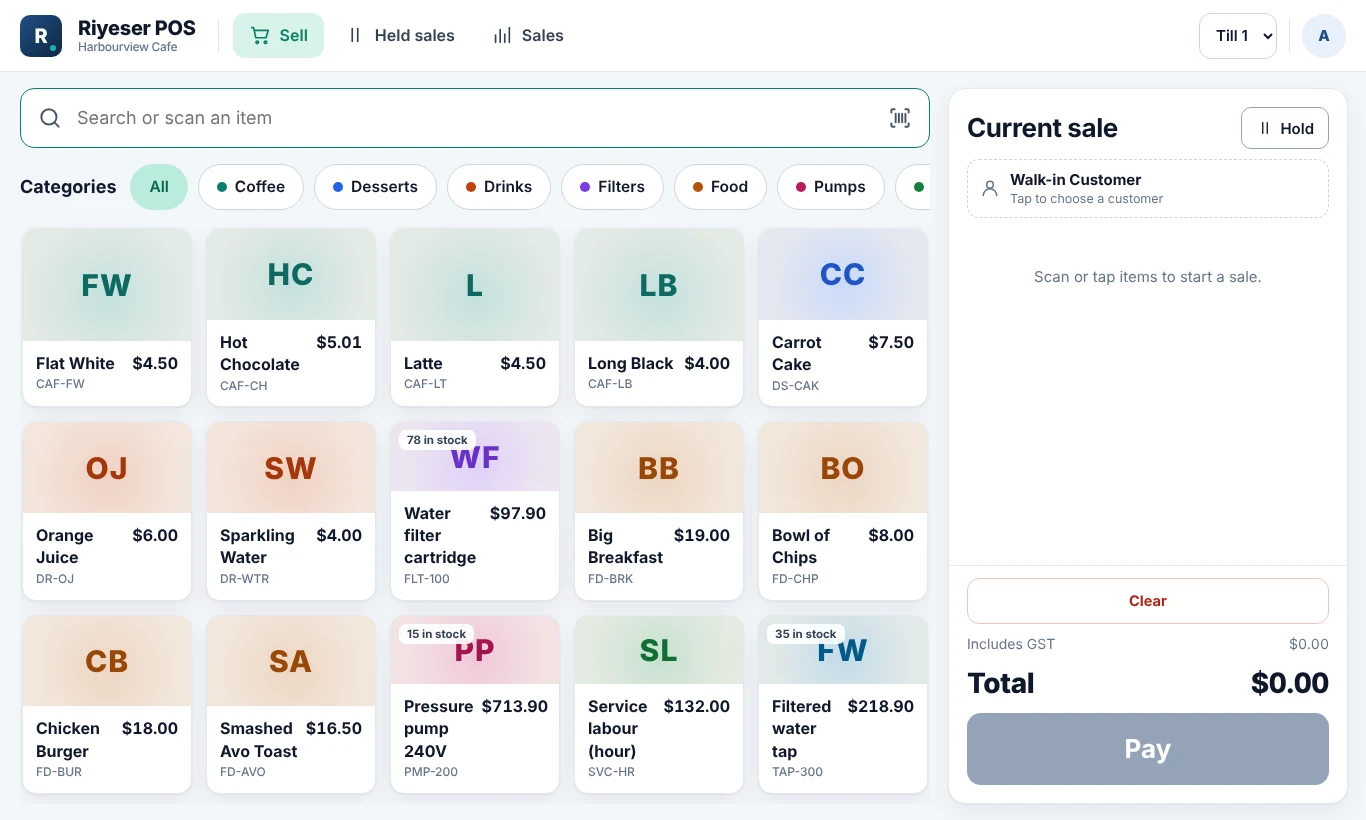 R
Riyeser POS
Harbourview Cafe
Sell
Held sales
Sales
Till 1
A
Search or scan an item
Categories
All
Coffee
Desserts
Drinks
Filters
Food
Pumps
FW
Flat White $4.50
CAF-FW
HC
Hot Chocolate $5.01
CAF-CH
L
Latte $4.50
CAF-LT
LB
Long Black $4.00
CAF-LB
CC
Carrot Cake $7.50
DS-CAK
OJ
Orange Juice $6.00
DR-OJ
SW
Sparkling Water $4.00
DR-WTR
78 in stock
WF
Water filter cartridge $97.90
FLT-100
BB
Big Breakfast $19.00
FD-BRK
BO
Bowl of Chips $8.00
FD-CHP
CB
Chicken Burger $18.00
FD-BUR
SA
Smashed Avo Toast $16.50
FD-AVO
15 in stock
PP
Pressure pump 240V $713.90
PMP-200
SL
Service labour (hour) $132.00
SVC-HR
35 in stock
FW
Filtered water tap $218.90
TAP-300
Current sale
Hold
Walk-in Customer
Tap to choose a customer
Scan or tap items to start a sale.
Clear
Includes GST $0.00
Total $0.00
Pay